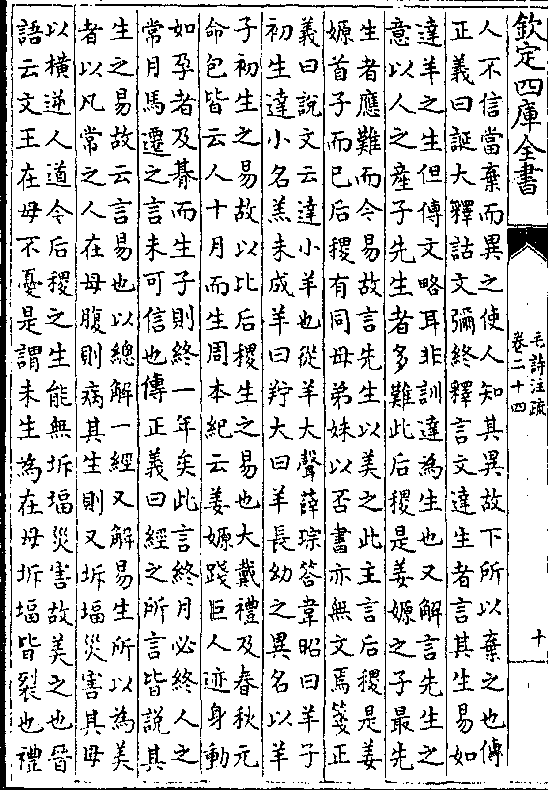 欽定四庫全書
毛詩注疏
卷二十四
十
人不信當棄而異之使人知其異故下所以棄之也傳
正義曰誕大釋詁文彌終釋言文達生者言其生易如
達羊之生但傳文略耳非訓達為生也又解言先生之
意以人之產子先生者多難此后稷是姜嫄之子最先
生者應難而令易故言先生以美之此主言后稷是姜
嫄首子而已后稷有同母弟妹以否書亦無文焉箋正
義曰說文云達小羊也從羊大聲薛琮答韋昭曰羊子
初生達小名羔未成羊曰羜大曰羊長幼之異名以羊
子初生之易故以比后稷生之易也大戴禮及春秋元
命包皆云人十月而生周本紀云姜嫄踐巨人迹身動
如孕者及朞而生子則終一年矣此言終月必終人之
常月馬遷之言未可信也傳正義曰經之所言皆說其
生之易故云言易也以總解一經又解易生所以為美
者以凡常之人在母腹則病其生則又坼堛災害其母
以橫逆人道令后稷之生能無坼堛災害故美之也晉
語云文王在母不憂是謂未生為在母坼堛皆裂也禮